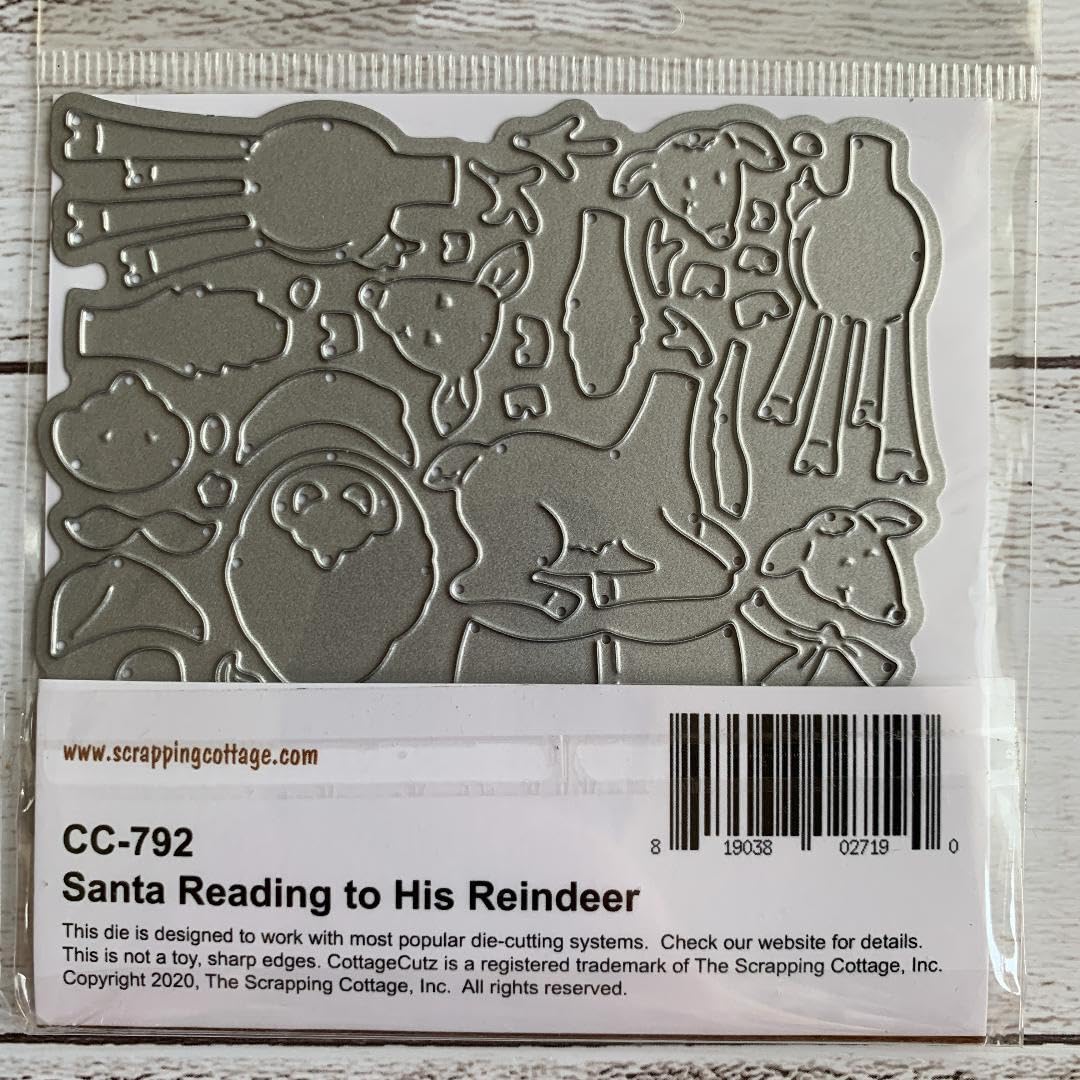 www.scrappingcottage.com
8 19038 02719 0
CC-792
Santa Reading to His Reindeer
This die is designed to work with most popular die-cutting systems. Check our website for details.
This is not a toy, sharp edges. CottageCutz is a registered trademark of The Scrapping Cottage, Inc.
Copyright 2020, The Scrapping Cottage, Inc. All rights reserved.